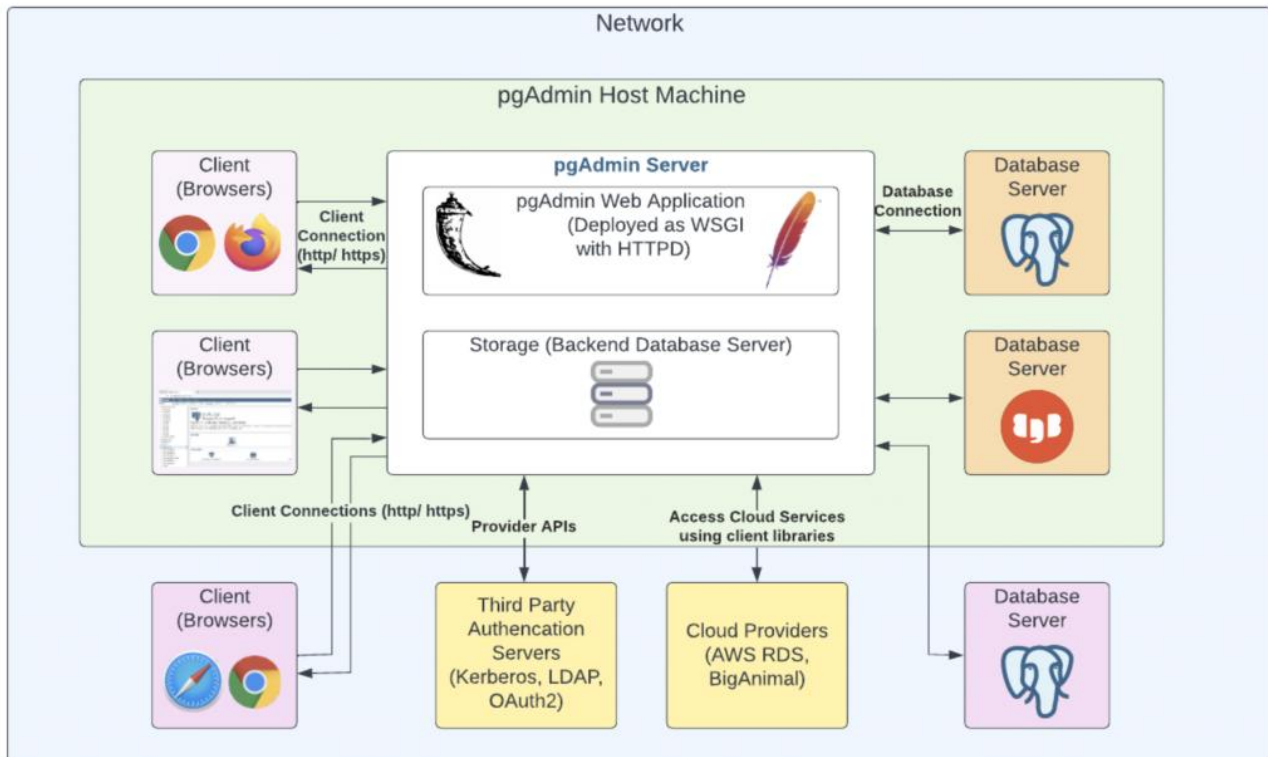 Network
pgAdmin Host Machine
Client
(Browsers)
Client
Connection
(http/ https)
pgAdmin Server
pgAdmin Web Application
(Deployed as WSGI
with HTTPD)
Database
Connection
Database
Server
Client
(Browsers)
Storage (Backend Database Server)
Database
Server
Client Connections (http/ https)
Provider APIs
Access Cloud Services
using client libraries
Client
(Browsers)
Third Party
Authencation
Servers
(Kerberos, LDAP,
OAuth2)
Cloud Providers
(AWS RDS,
BigAnimal)
Database
Server